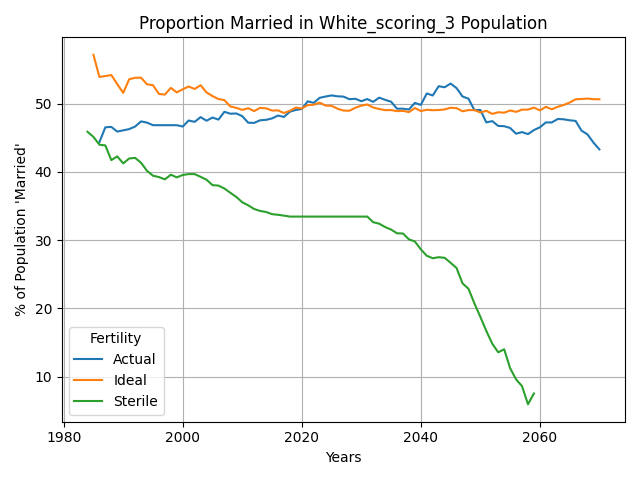 Proportion Married in White_scoring_3 Population
% of Population 'Married'
50
40
30
20
10
Fertility
Actual
Ideal
Sterile
1980 2000 2020 2040 2060
Years